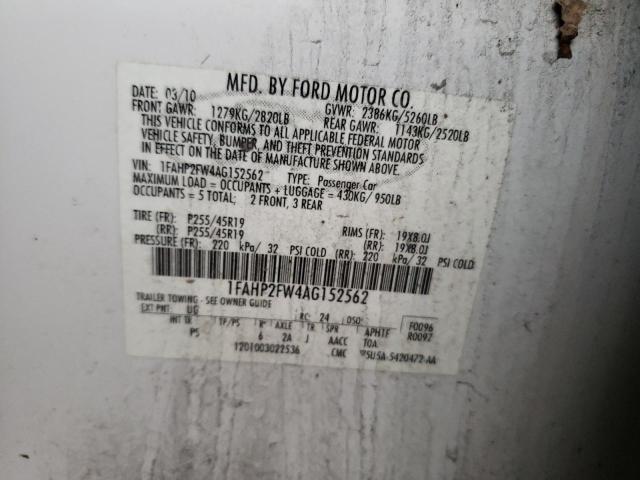 MFD. BY FORD MOTOR CO.
DATE: 03/10 GVWR: 2386KG/5260LB
FRONT GAWR: 1279KG/2820LB REAR GAWR: 1143KG/2520LB
THIS VEHICLE CONFORMS TO ALL APPLICABLE FEDERAL MOTOR
VEHICLE SAFETY, BUMPER, AND THEFT PREVENTION STANDARDS
IN EFFECT ON THE DATE OF MANUFACTURE SHOWN ABOVE.
VIN: 1FAHP2FW4AG152562 TYPE: Passenger Car
MAXIMUM LOAD = OCCUPANTS + LUGGAGE = 430KG/ 950LB
OCCUPANTS = 5 TOTAL: 2 FRONT, 3 REAR
TIRE (FR): P255/45R19 RIMS (FR): 19X8.0J
(RR): P255/45R19 (RR): 19X8.0J
PRESSURE (FR): 220 kPa/ 32 PSI COLD (RR): 220 kPa/ 32 PSI COLD
1FAHP2FW4AG152562
TRAILER TOWING - SEE OWNER GUIDE
EXT PNT: UG RC: 24 DSO: F0096
INT TR TP/PS R AXLE TR SPR APHTF R0097
P5 6 2A J AACC TOA
1201003022536 CMC 5U5A-5420472-AA